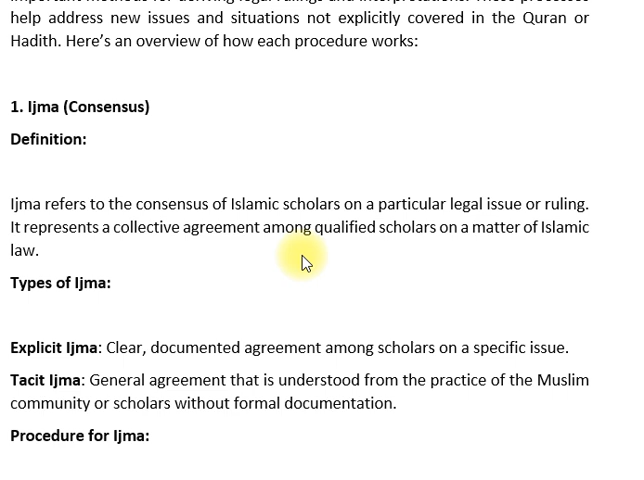 help address new issues and situations not explicitly covered in the Quran or
Hadith. Here's an overview of how each procedure works:
1. Ijma (Consensus)
Definition:
Ijma refers to the consensus of Islamic scholars on a particular legal issue or ruling.
It represents a collective agreement among qualified scholars on a matter of Islamic
law.
Types of Ijma:
Explicit Ijma: Clear, documented agreement among scholars on a specific issue.
Tacit Ijma: General agreement that is understood from the practice of the Muslim
community or scholars without formal documentation.
Procedure for Ijma: